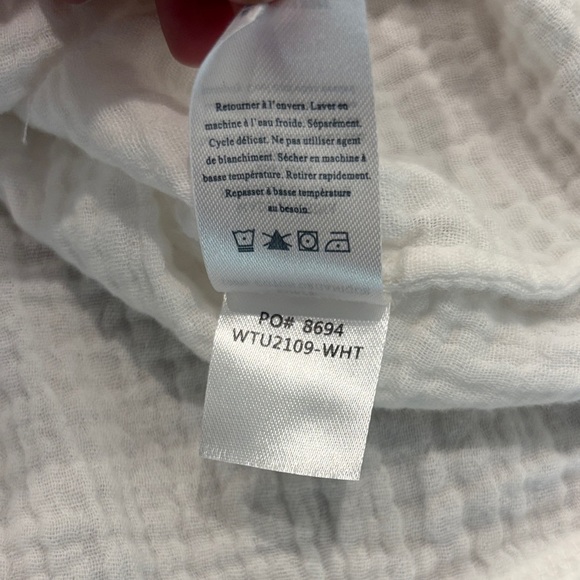 Retourner à l'envers. Laver en
machine à l'eau froide. Séparément.
Cycle délicat. Ne pas utiliser agent
de blanchiment. Sécher en machine à
basse température. Retirer rapidement.
Repasser à basse température
au besoin.
PO# 8694
WTU2109-WHT